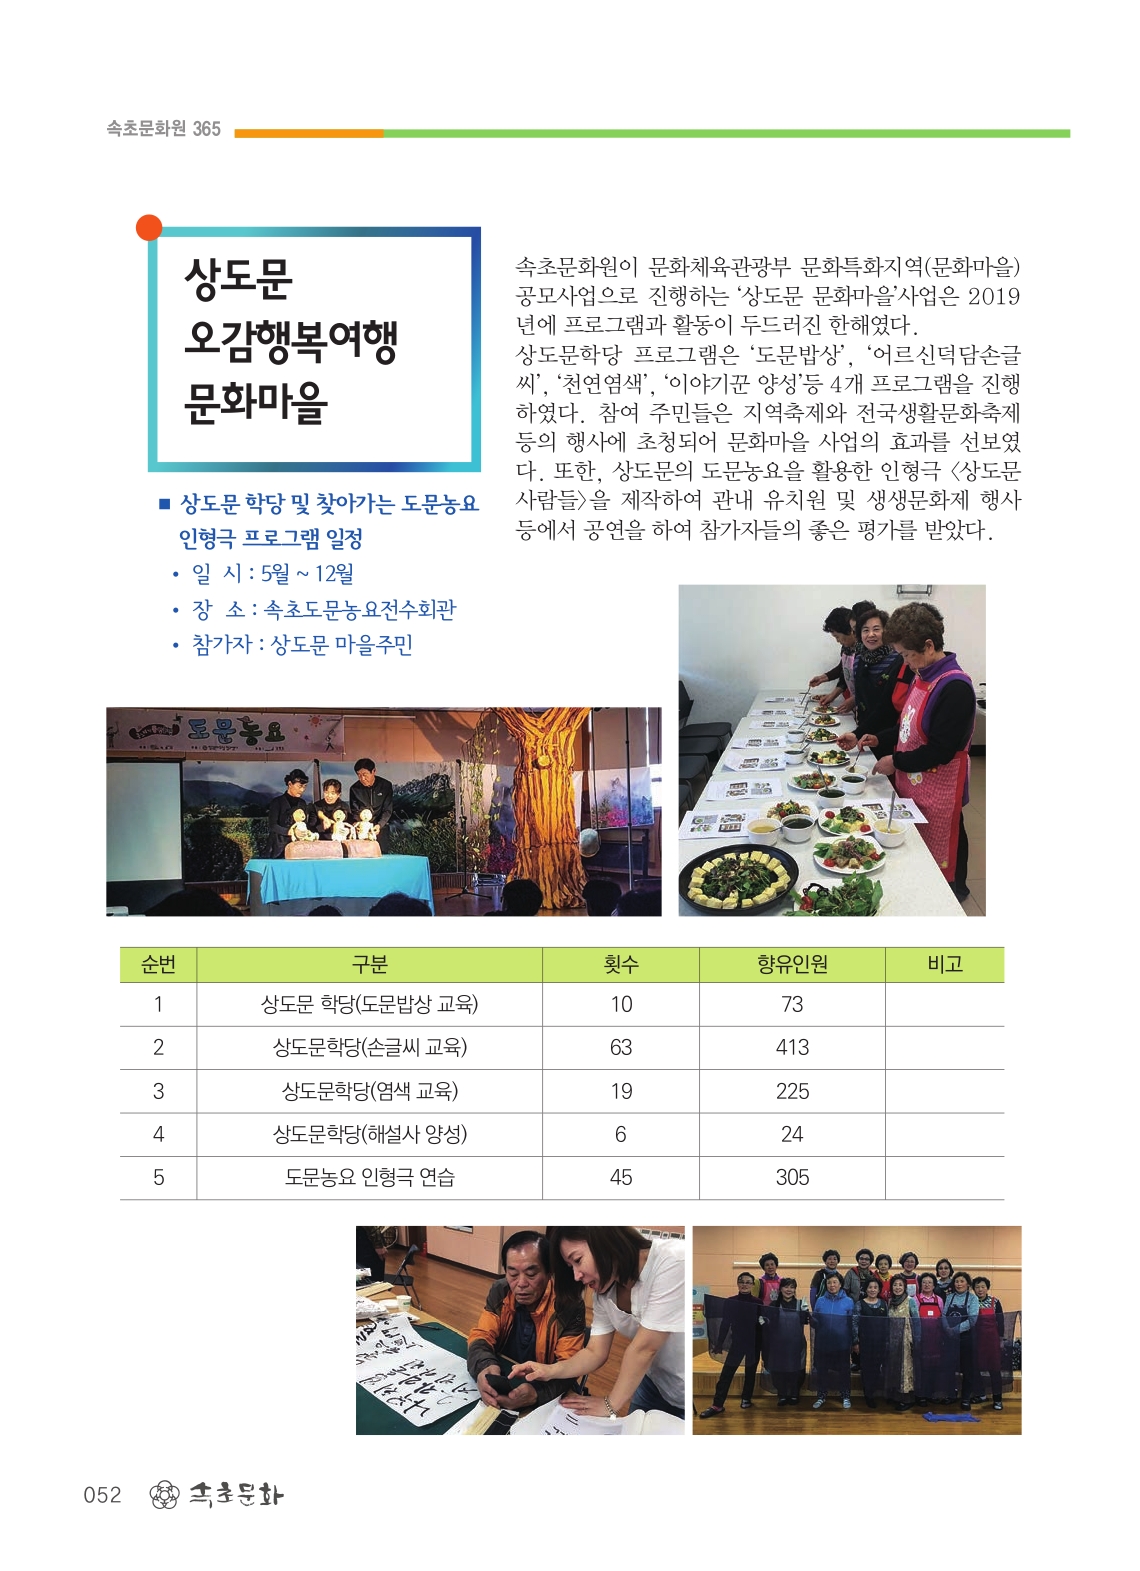 속초문화원 365
상도문
오감행복여행
문화마을
■ 상도문 학당 및 찾아가는 도문농요
인형극 프로그램 일정
• 일 시 : 5월 ~ 12월
• 장 소 : 속초도문농요전수회관
• 참가자 : 상도문 마을주민
속초문화원이 문화체육관광부 문화특화지역(문화마을)
공모사업으로 진행하는 ‘상도문 문화마을’사업은 2019
년에 프로그램과 활동이 두드러진 한해였다.
상도문학당 프로그램은 ‘도문밥상’, ‘어르신덕담손글
씨’, ‘천연염색’, ‘이야기꾼 양성’등 4개 프로그램을 진행
하였다. 참여 주민들은 지역축제와 전국생활문화축제
등의 행사에 초청되어 문화마을 사업의 효과를 선보였
다. 또한, 상도문의 도문농요을 활용한 인형극 〈상도문
사람들〉을 제작하여 관내 유치원 및 생생문화제 행사
등에서 공연을 하여 참가자들의 좋은 평가를 받았다.
도문농요
순번 구분 횟수 향유인원 비고
1 상도문 학당(도문밥상 교육) 10 73
2 상도문학당(손글씨 교육) 63 413
3 상도문학당(염색 교육) 19 225
4 상도문학당(해설사 양성) 6 24
5 도문농요 인형극 연습 45 305
052 속초문화